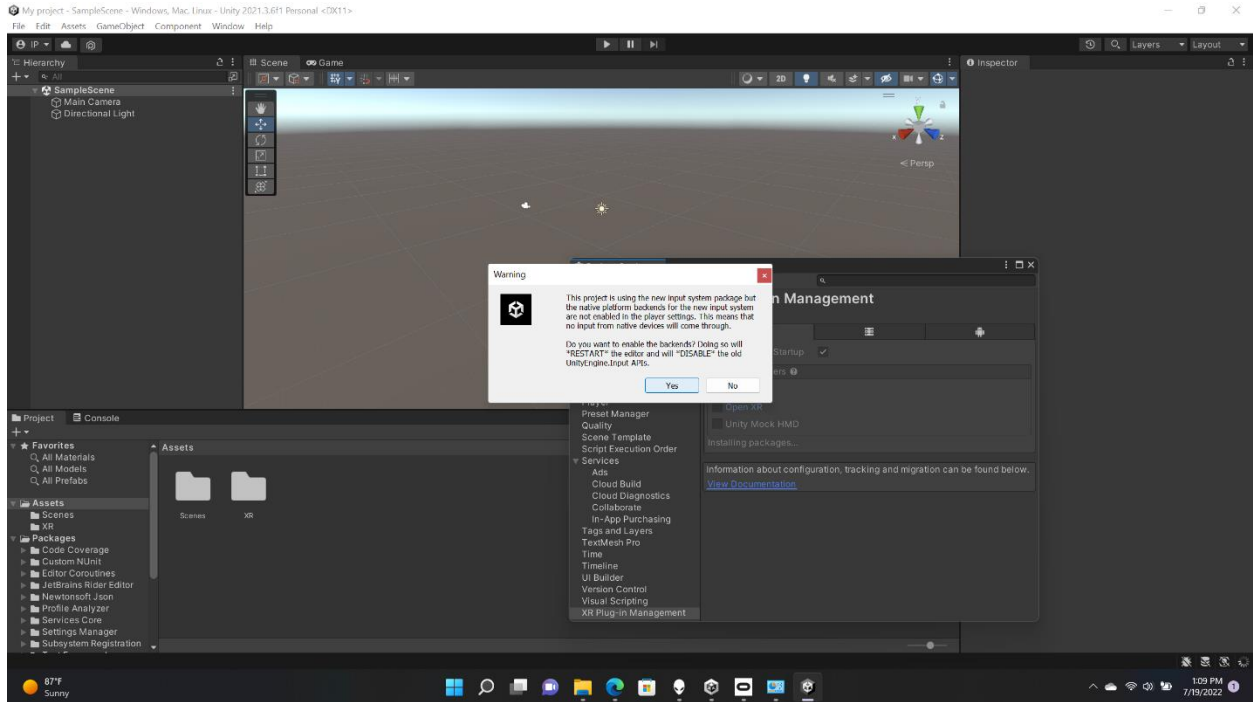 My project - SampleScene - Windows, Mac, Linux - Unity 2021.3.6f1 Personal <DX11>
File Edit Assets GameObject Component Window Help
IP
Layers
Layout
Hierarchy
All
SampleScene
Main Camera
Directional Light
Scene
Game
2D
Persp
x
z
Inspector
Warning
This project is using the new input system package but
the native platform backends for the new input system
are not enabled in the player settings. This means that
no input from native devices will come through.
Do you want to enable the backends? Doing so will
*RESTART* the editor and will *DISABLE* the old
UnityEngine.Input APIs.
Yes
No
n Management
Startup
ers
Open XR
Unity Mock HMD
Installing packages...
Information about configuration, tracking and migration can be found below.
View Documentation
Player
Preset Manager
Quality
Scene Template
Script Execution Order
Services
Ads
Cloud Build
Cloud Diagnostics
Collaborate
In-App Purchasing
Tags and Layers
TextMesh Pro
Time
Timeline
UI Builder
Version Control
Visual Scripting
XR Plug-in Management
Project
Console
Favorites
All Materials
All Models
All Prefabs
Assets
Scenes
XR
Packages
Code Coverage
Custom NUnit
Editor Coroutines
JetBrains Rider Editor
Newtonsoft Json
Profile Analyzer
Services Core
Settings Manager
Subsystem Registration
Assets
Scenes
XR
87°F
Sunny
1:09 PM
7/19/2022
1